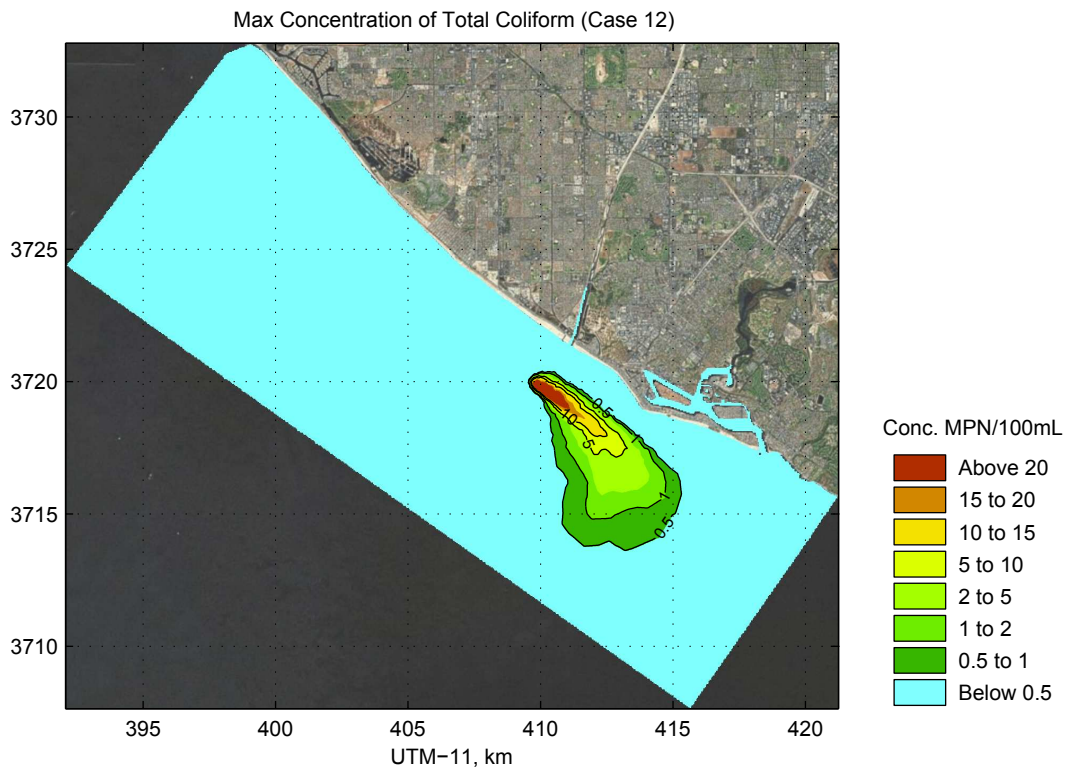 Max Concentration of Total Coliform (Case 12)
3730
3725
3720
3715
3710
395
400
405
410
415
420
UTM−11, km
0.5
1
10
5
1
0.5
Conc. MPN/100mL
Above 20
15 to 20
10 to 15
5 to 10
2 to 5
1 to 2
0.5 to 1
Below 0.5